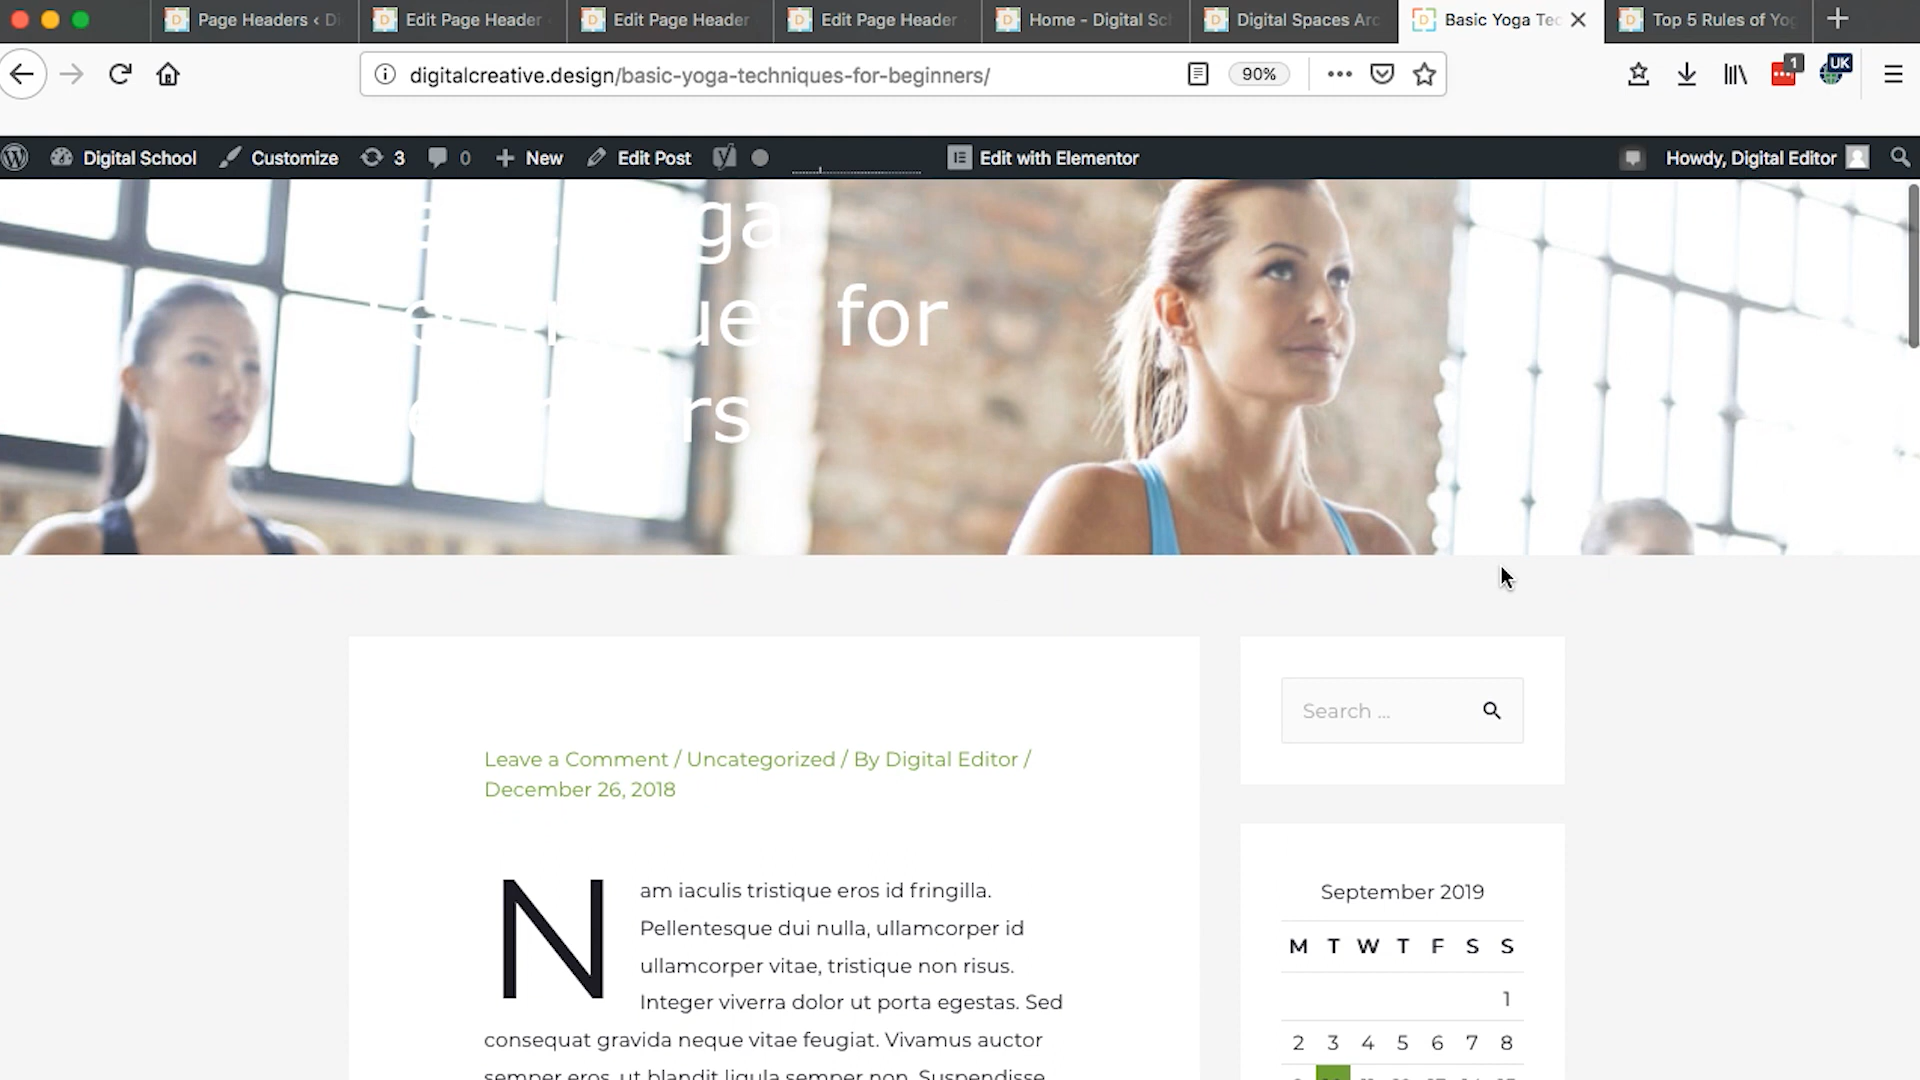 Page Headers ‹ Di
Edit Page Header
Edit Page Header
Edit Page Header
Home - Digital Sc
Digital Spaces Arc
Basic Yoga Tec
Top 5 Rules of Yog
digitalcreative.design/basic-yoga-techniques-for-beginners/
90%
1
UK
Digital School
Customize
3
0
New
Edit Post
Edit with Elementor
Howdy, Digital Editor
for
Leave a Comment / Uncategorized / By Digital Editor /
December 26, 2018
Nam iaculis tristique eros id fringilla.
Pellentesque dui nulla, ullamcorper id
ullamcorper vitae, tristique non risus.
Integer viverra dolor ut porta egestas. Sed
consequat gravida neque vitae feugiat. Vivamus auctor
semper eros, ut blandit ligula semper non. Suspendisse
Search ...
September 2019
M T W T F S S
1
2 3 4 5 6 7 8